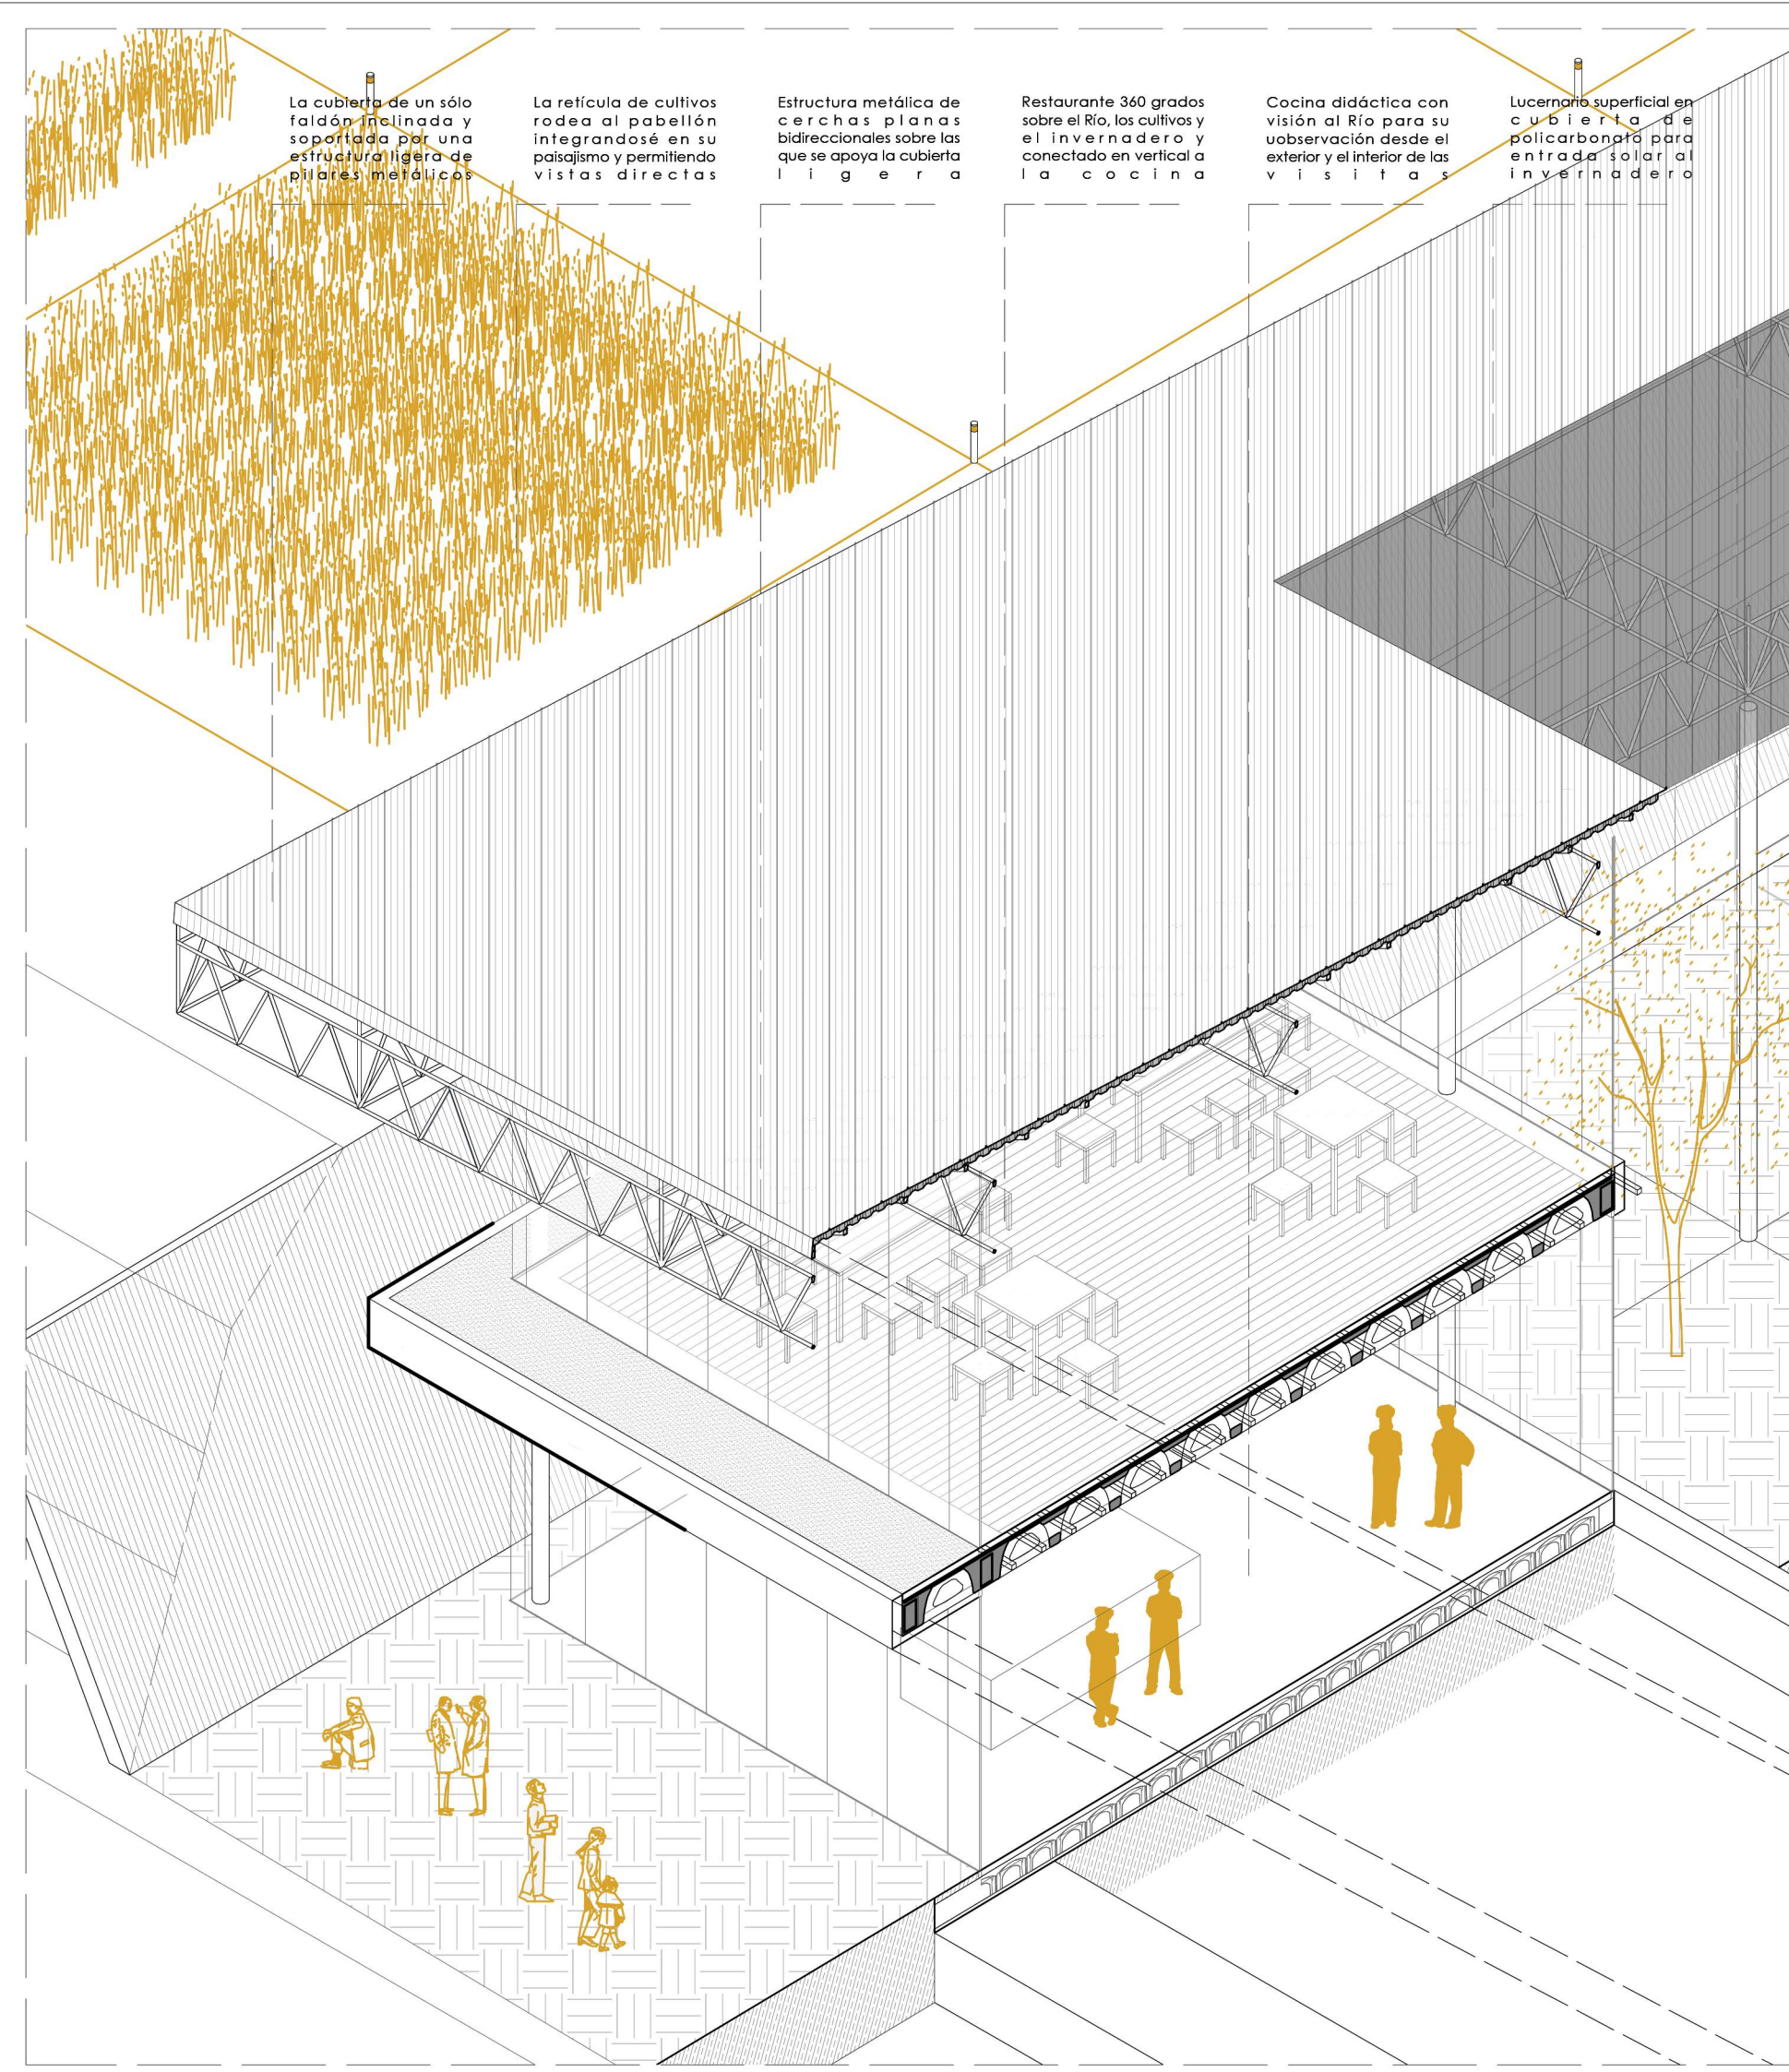 La cubierta de un sólo
faldón inclinada y
soportada por una
estructura ligera de
pilares metálicos
La retícula de cultivos
rodea al pabellón
integrandosé en su
paisajismo y permitiendo
vistas directas
Estructura metálica de
cerchas planas
bidireccionales sobre las
que se apoya la cubierta
ligera
Restaurante 360 grados
sobre el Río, los cultivos y
el invernadero y
conectado en vertical a
la cocina
Cocina didáctica con
visión al Río para su
uobservación desde el
exterior y el interior de las
visitas
Lucernario superficial en
cubierta de
policarbonato para
entrada solar al
invernadero